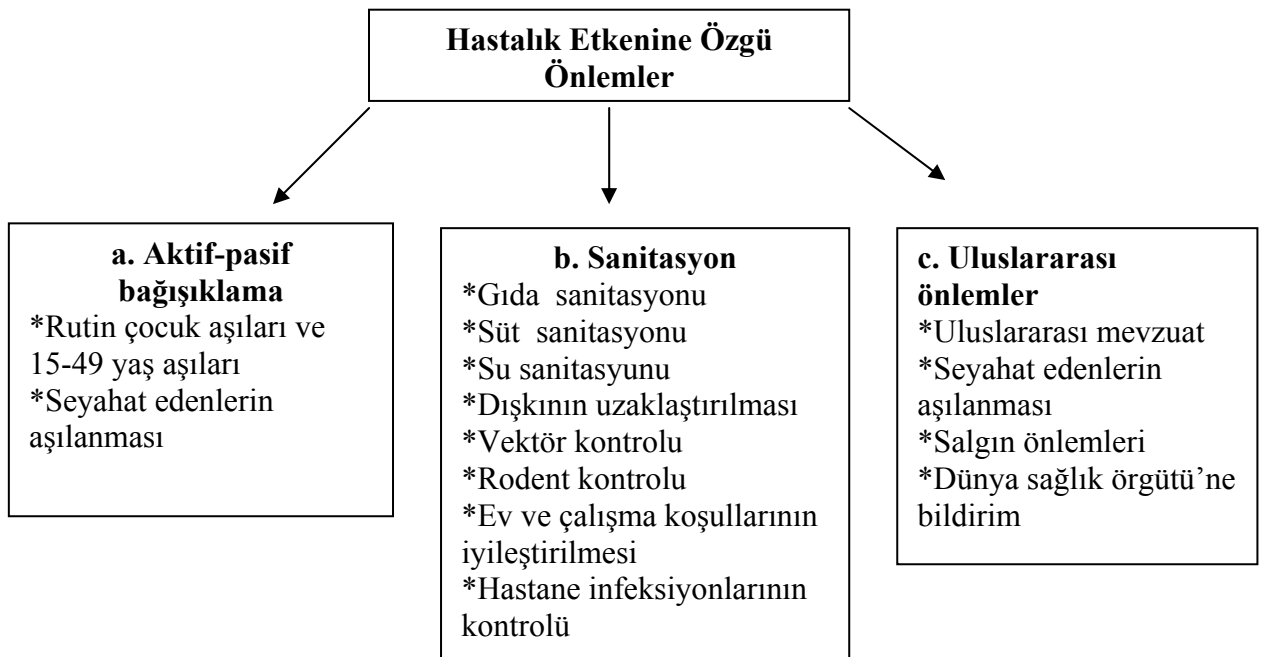 Hastalık Etkenine Özgü
Önlemler
a. Aktif-pasif
bağışıklama
*Rutin çocuk aşıları ve
15-49 yaş aşıları
*Seyahat edenlerin
aşılanması
b. Sanitasyon
*Gıda  sanitasyonu
*Süt  sanitasyonu
*Su sanitasyunu
*Dışkının uzaklaştırılması
*Vektör kontrolu
*Rodent kontrolu
*Ev ve çalışma koşullarının
iyileştirilmesi
*Hastane infeksiyonlarının
kontrolü
c. Uluslararası
önlemler
*Uluslararası mevzuat
*Seyahat edenlerin
aşılanması
*Salgın önlemleri
*Dünya sağlık örgütü’ne
bildirim